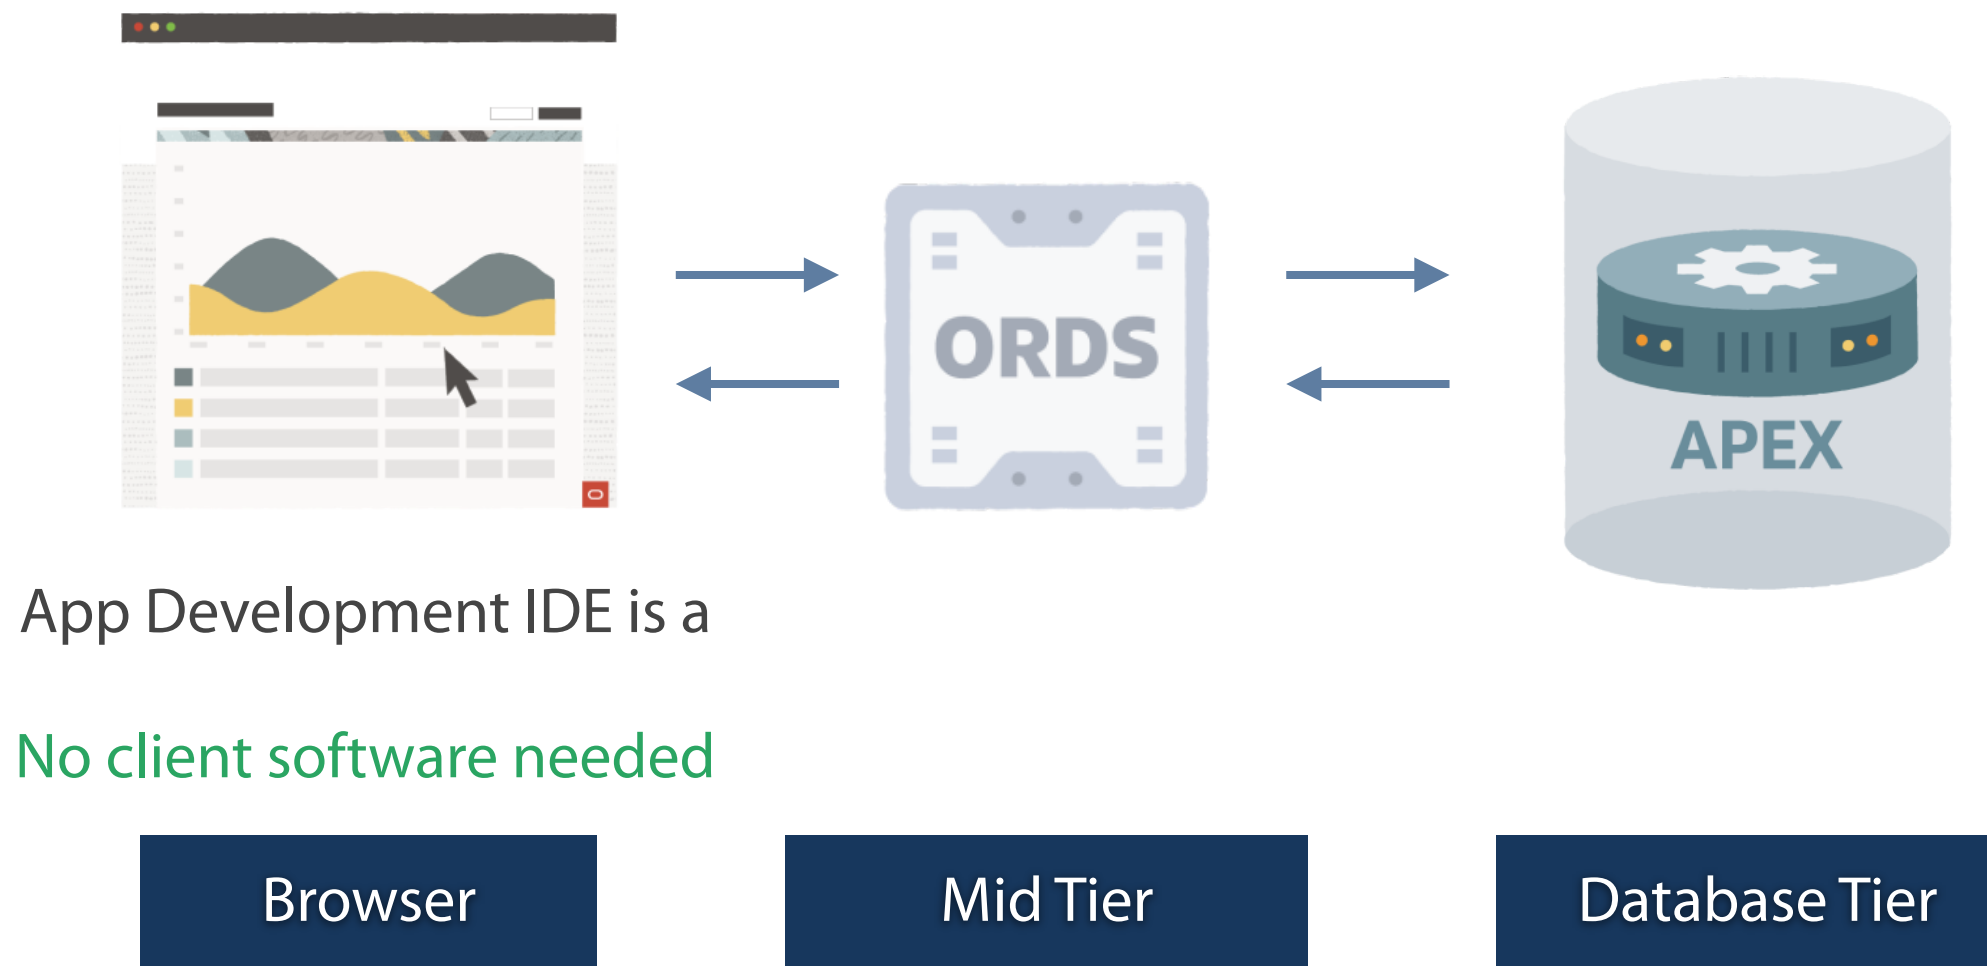 ORDS
APEX
App Development IDE is a
No client software needed
Browser
Mid Tier
Database Tier